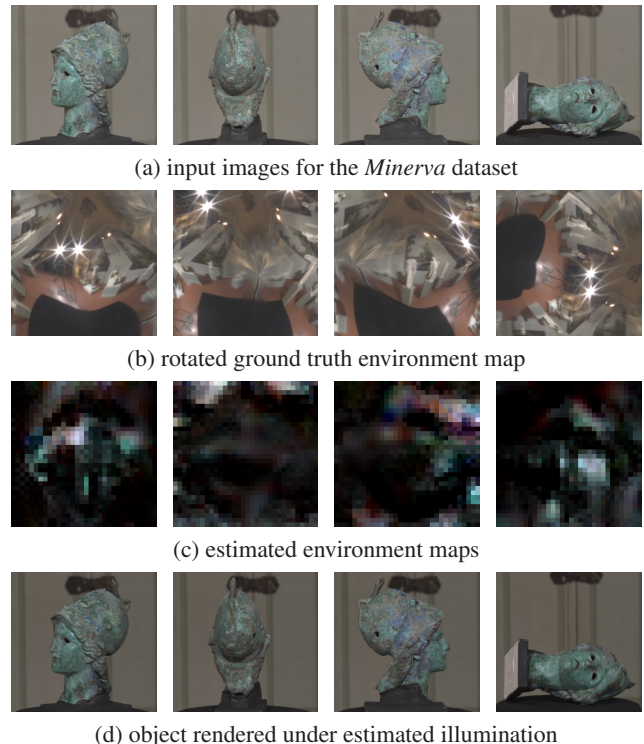 (a) input images for the Minerva dataset
(b) rotated ground truth environment map
(c) estimated environment maps
(d) object rendered under estimated illumination